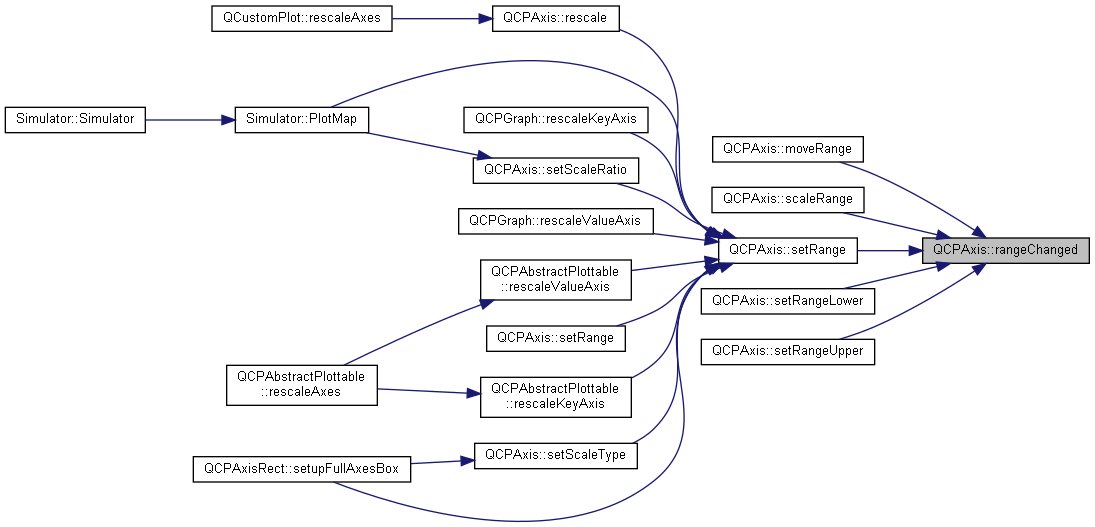 QCustomPlot::rescaleAxes
QCPAxis::rescale
Simulator::Simulator
Simulator::PlotMap
QCPGraph::rescaleKeyAxis
QCPAxis::setScaleRatio
QCPGraph::rescaleValueAxis
QCPAbstractPlottable
::rescaleValueAxis
QCPAxis::setRange
QCPAbstractPlottable
::rescaleAxes
QCPAbstractPlottable
::rescaleKeyAxis
QCPAxisRect::setupFullAxesBox
QCPAxis::setScaleType
QCPAxis::moveRange
QCPAxis::scaleRange
QCPAxis::setRange
QCPAxis::rangeChanged
QCPAxis::setRangeLower
QCPAxis::setRangeUpper